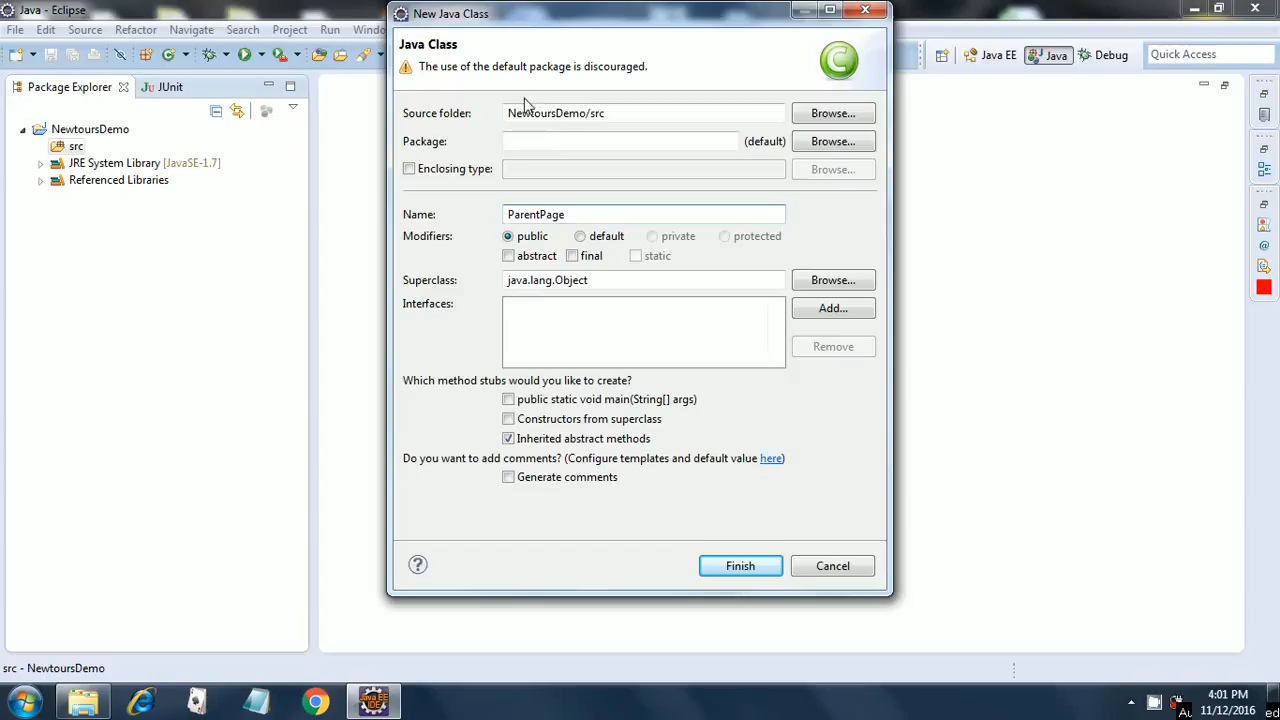 Java - Eclipse
File Edit Source Refactor Navigate Search Project Run Windo
Java EE Java Debug Quick Access
Package Explorer JUnit
NewtoursDemo
src
JRE System Library [JavaSE-1.7]
Referenced Libraries
New Java Class
Java Class
The use of the default package is discouraged.
Source folder: NewtoursDemo/src Browse...
Package: (default) Browse...
Enclosing type: Browse...
Name: ParentPage
Modifiers: public default private protected
abstract final static
Superclass: java.lang.Object Browse...
Interfaces: Add...
Remove
Which method stubs would you like to create?
public static void main(String[] args)
Constructors from superclass
Inherited abstract methods
Do you want to add comments? (Configure templates and default value here)
Generate comments
Finish Cancel
src - NewtoursDemo
4:01 PM
11/12/2016